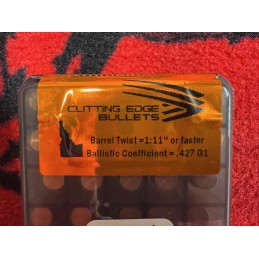 CUTTING EDGE
BULLETS
Barrel Twist =1:11" or faster
Ballistic Coefficient = .427 G1